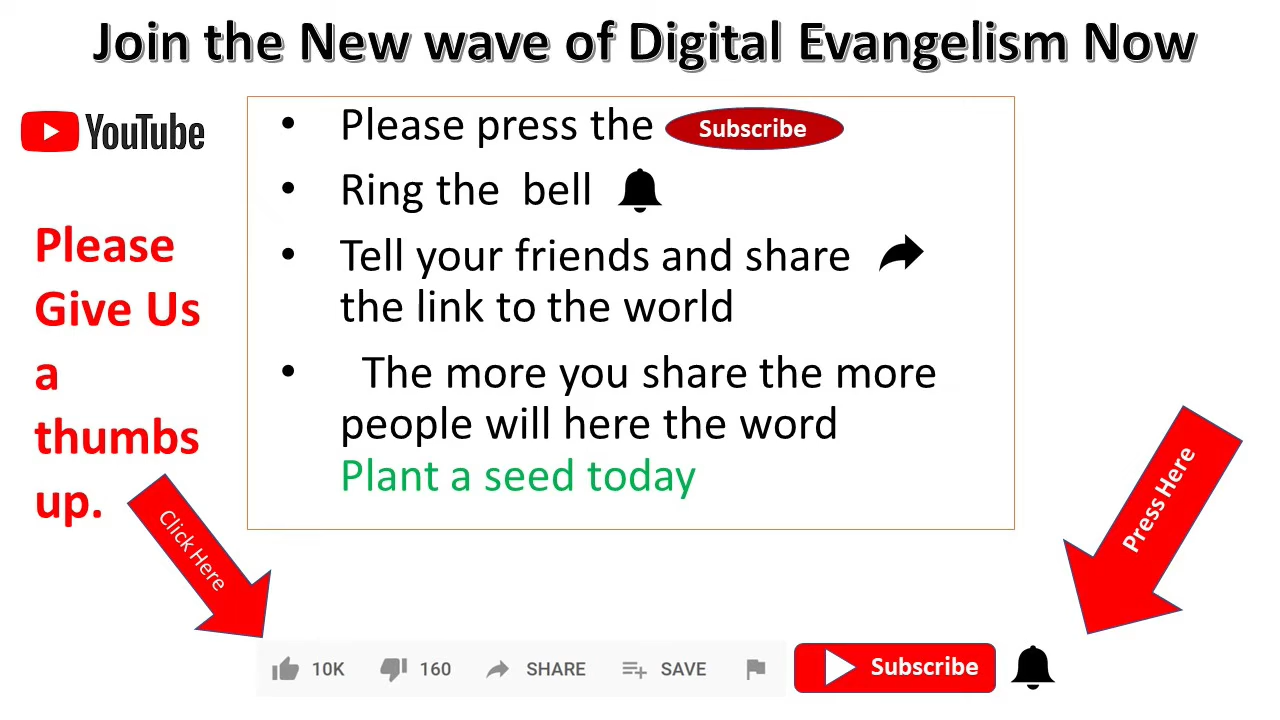 Join the New wave of Digital Evangelism Now
YouTube
Please
Give Us
a
thumbs
up.
• Please press the Subscribe
• Ring the bell
• Tell your friends and share
the link to the world
• The more you share the more
people will here the word
Plant a seed today
Click Here
Press Here
10K 160 SHARE SAVE Subscribe